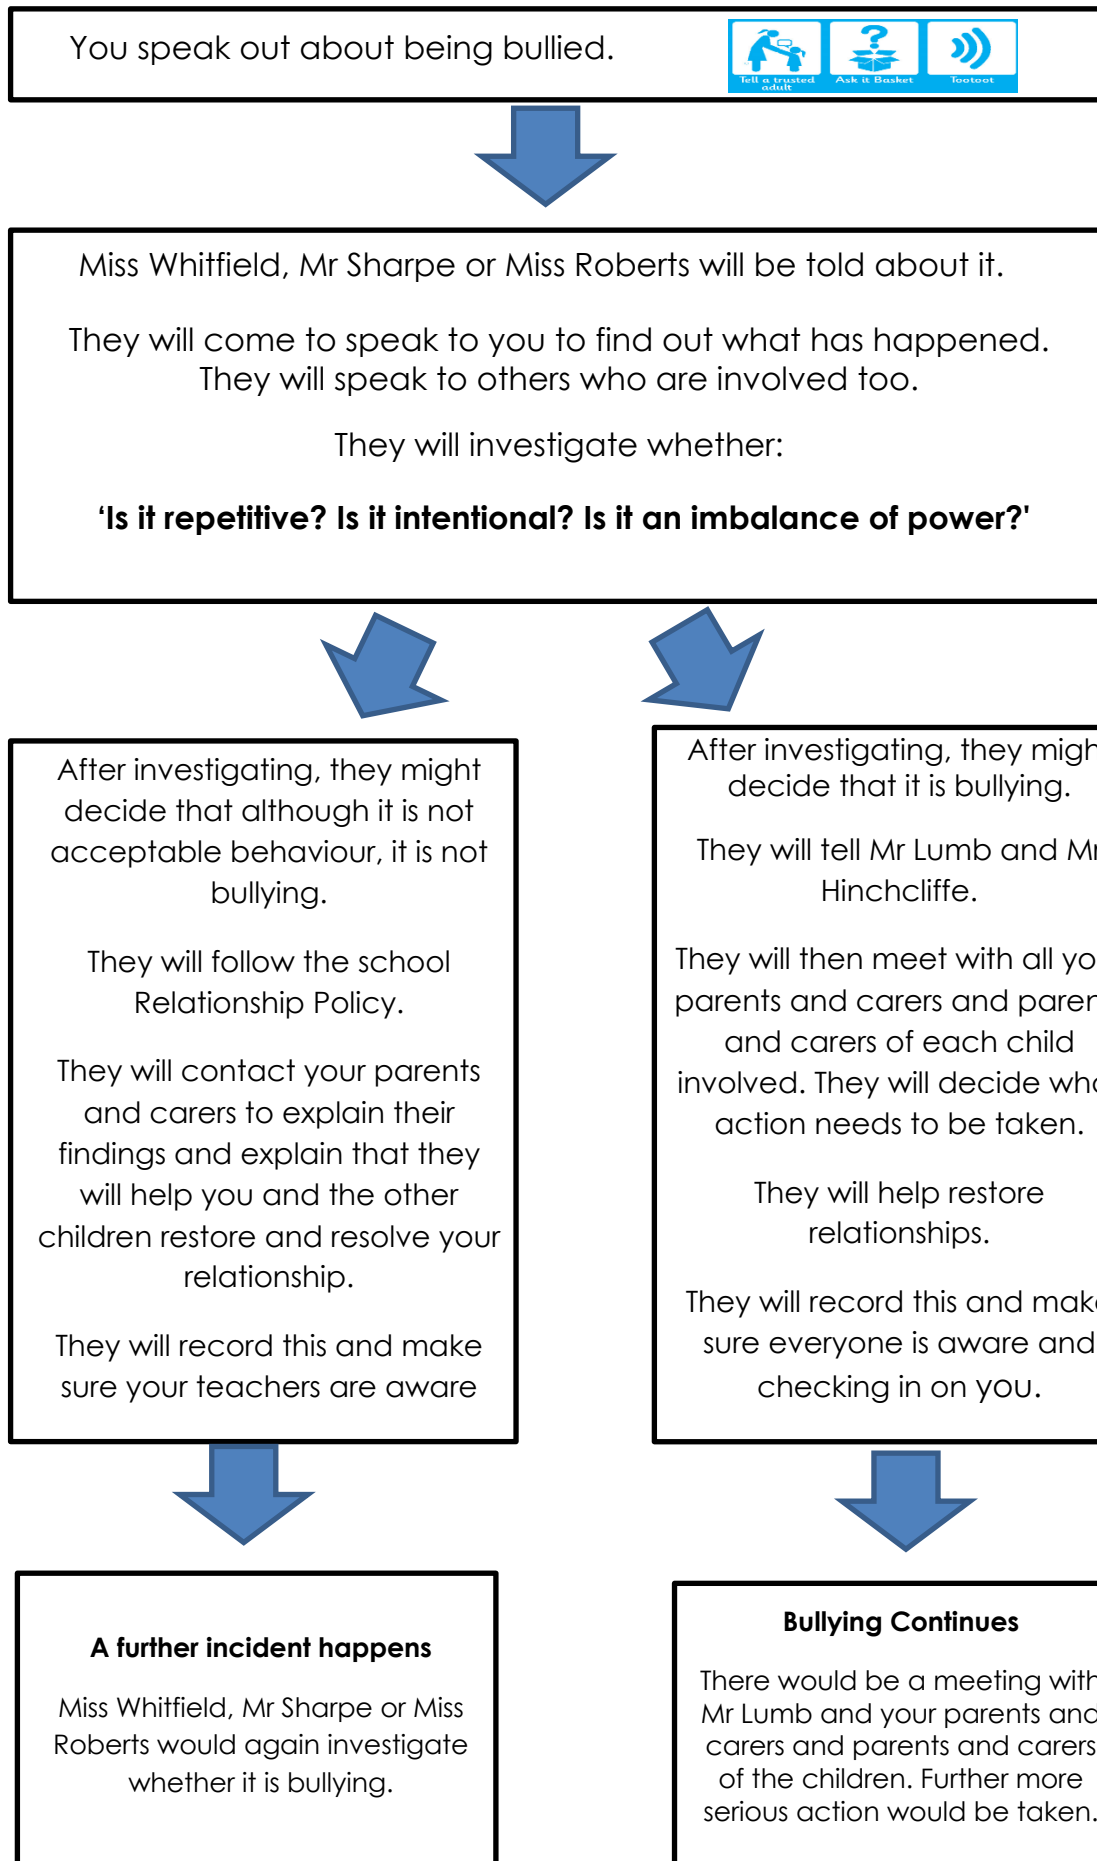 You speak out about being bullied.
Tell a trusted
adult
Ask it Basket
Tootoot
Miss Whitfield, Mr Sharpe or Miss Roberts will be told about it.
They will come to speak to you to find out what has happened.
They will speak to others who are involved too.
They will investigate whether:
‘Is it repetitive? Is it intentional? Is it an imbalance of power?'
After investigating, they might
decide that although it is not
acceptable behaviour, it is not
bullying.
They will follow the school
Relationship Policy.
They will contact your parents
and carers to explain their
findings and explain that they
will help you and the other
children restore and resolve your
relationship.
They will record this and make
sure your teachers are aware
After investigating, they
decide that it is bullying.
They will tell Mr Lumb and Mr
Hinchcliffe.
They will then meet with all
parents and carers and
and carers of each child
involved. They will decide
action needs to be taken.
They will help restore
relationships.
They will record this and
sure everyone is aware and
checking in on you.
A further incident happens
Miss Whitfield, Mr Sharpe or Miss
Roberts would again investigate
whether it is bullying.
Bullying Continues
There would be a meeting with
Mr Lumb and your parents and
carers and parents and carers
of the children. Further more
serious action would be taken.